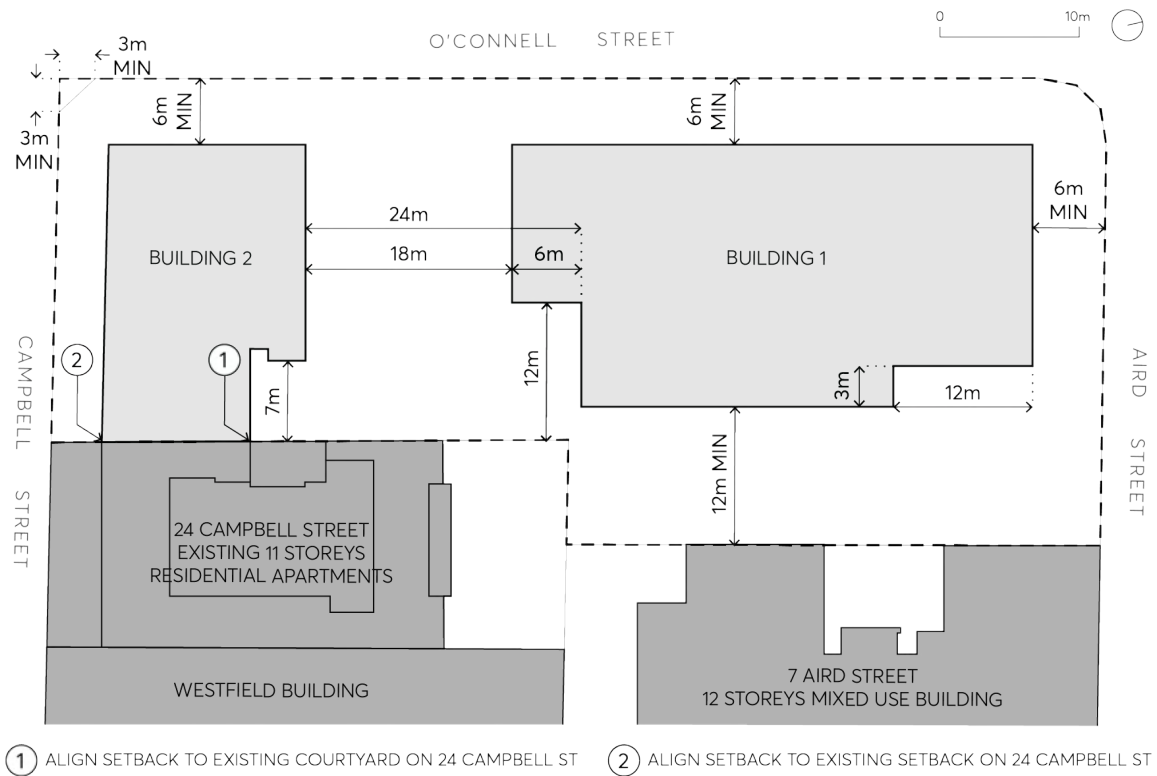 0 10m
O'CONNELL STREET
3m
MIN
3m
MIN
6m
MIN
6m
MIN
6m
MIN
24m
18m
6m
BUILDING 2
BUILDING 1
CAMPBELL STREET
AIRD STREET
2
1
7m
12m
3m
12m
12m MIN
24 CAMPBELL STREET
EXISTING 11 STOREYS
RESIDENTIAL APARTMENTS
WESTFIELD BUILDING
7 AIRD STREET
12 STOREYS MIXED USE BUILDING
1 ALIGN SETBACK TO EXISTING COURTYARD ON 24 CAMPBELL ST
2 ALIGN SETBACK TO EXISTING SETBACK ON 24 CAMPBELL ST